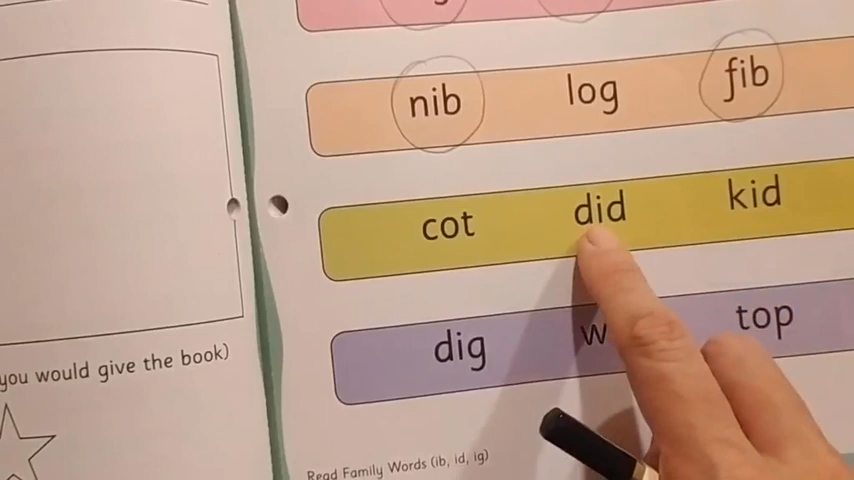 nib log fib
cot did kid
dig top
you would give the book)
Read Family Words (ib, id, ig)